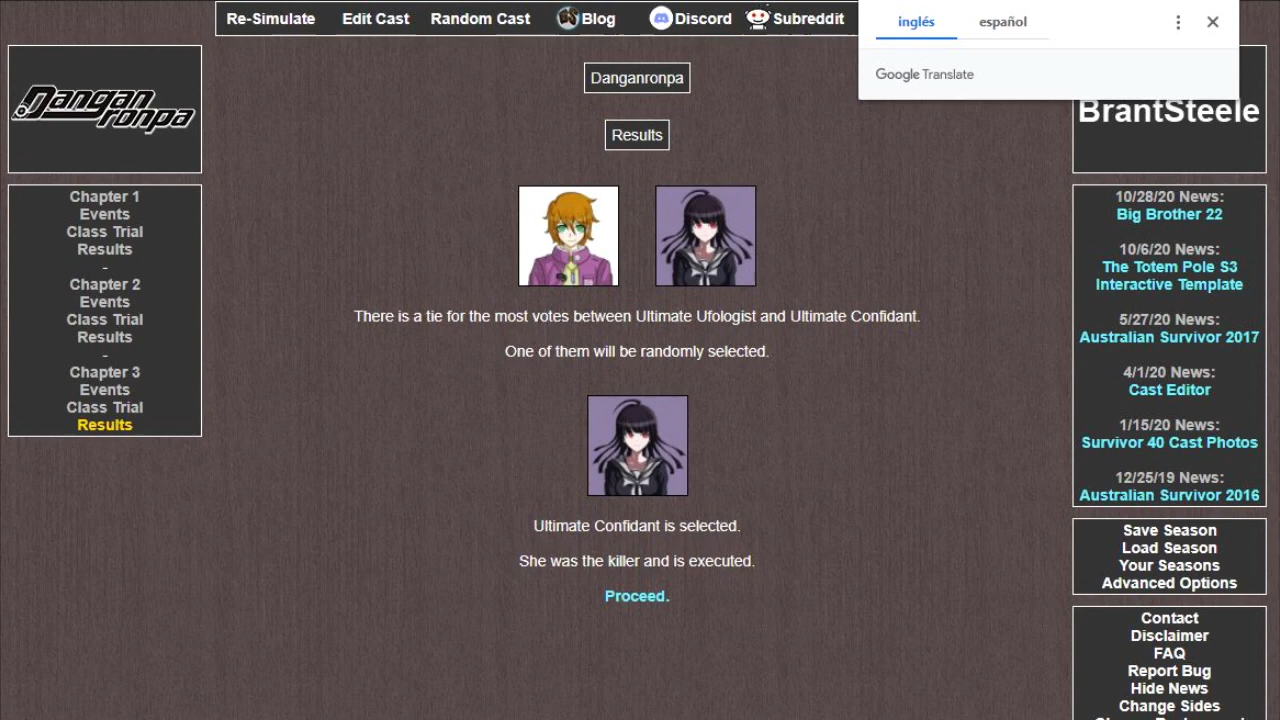 Re-Simulate Edit Cast Random Cast Blog Discord Subreddit
inglés español
Google Translate
Dangan
ronpa
Chapter 1
Events
Class Trial
Results
-
Chapter 2
Events
Class Trial
Results
-
Chapter 3
Events
Class Trial
Results
Danganronpa
Results
There is a tie for the most votes between Ultimate Ufologist and Ultimate Confidant.
One of them will be randomly selected.
Ultimate Confidant is selected.
She was the killer and is executed.
Proceed.
BrantSteele
10/28/20 News:
Big Brother 22
10/6/20 News:
The Totem Pole S3
Interactive Template
5/27/20 News:
Australian Survivor 2017
4/1/20 News:
Cast Editor
1/15/20 News:
Survivor 40 Cast Photos
12/25/19 News:
Australian Survivor 2016
Save Season
Load Season
Your Seasons
Advanced Options
Contact
Disclaimer
FAQ
Report Bug
Hide News
Change Sides